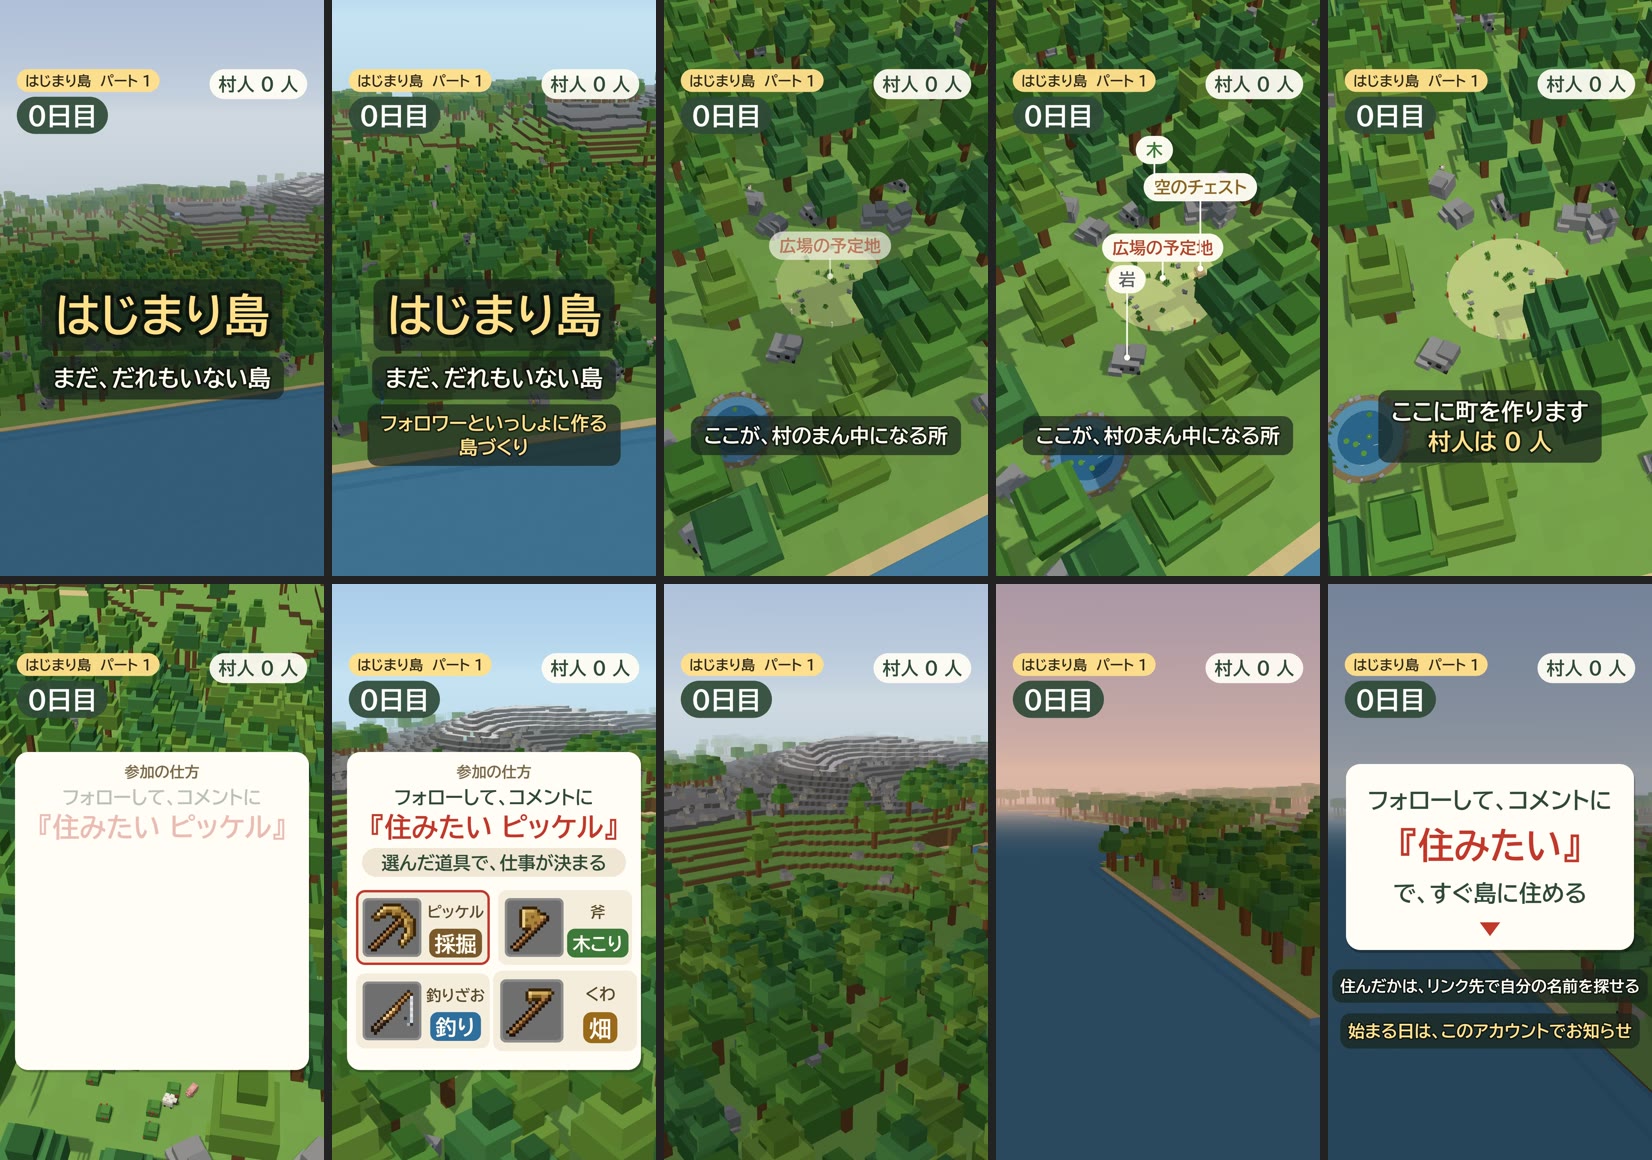 はじまり島 パート1
村人 0 人
0日目
はじまり島
まだ、だれもいない島
はじまり島 パート1
村人 0 人
0日目
はじまり島
まだ、だれもいない島
フォロワーといっしょに作る
島づくり
はじまり島 パート1
村人 0 人
0日目
広場の予定地
ここが、村のまん中になる所
はじまり島 パート1
村人 0 人
0日目
木
空のチェスト
広場の予定地
岩
ここが、村のまん中になる所
はじまり島 パート1
村人 0 人
0日目
ここに町を作ります
村人は 0 人
はじまり島 パート1
村人 0 人
0日目
参加の仕方
フォローして、コメントに
『住みたい ピッケル』
はじまり島 パート1
村人 0 人
0日目
参加の仕方
フォローして、コメントに
『住みたい ピッケル』
選んだ道具で、仕事が決まる
ピッケル
採掘
斧
木こり
釣りざお
釣り
くわ
畑
はじまり島 パート1
村人 0 人
0日目
はじまり島 パート1
村人 0 人
0日目
はじまり島 パート1
村人 0 人
0日目
フォローして、コメントに
『住みたい』
で、すぐ島に住める
住んだかは、リンク先で自分の名前を探せる
始まる日は、このアカウントでお知らせ